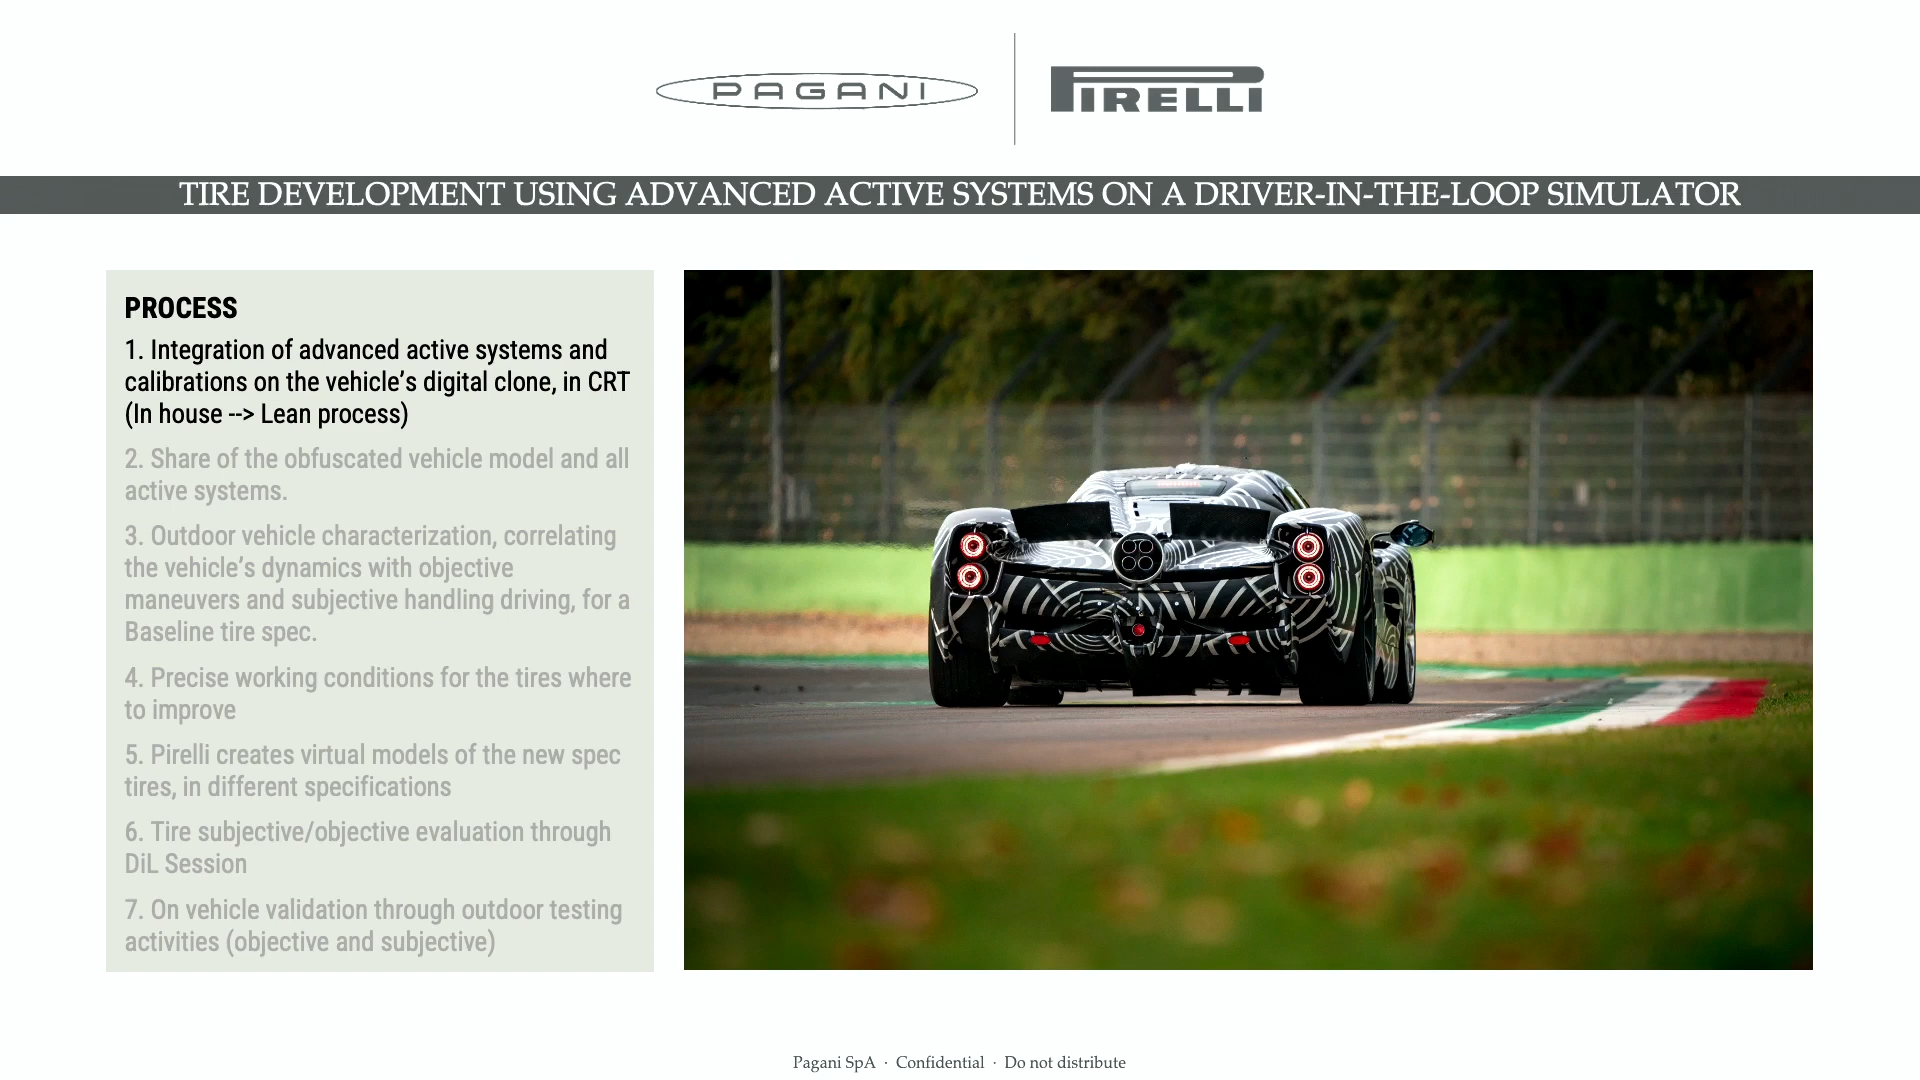 PAGANI
PIRELLI
TIRE DEVELOPMENT USING ADVANCED ACTIVE SYSTEMS ON A DRIVER-IN-THE-LOOP SIMULATOR
PROCESS
1. Integration of advanced active systems and
calibrations on the vehicle’s digital clone, in CRT
(In house --> Lean process)
2. Share of the obfuscated vehicle model and all
active systems.
3. Outdoor vehicle characterization, correlating
the vehicle’s dynamics with objective
maneuvers and subjective handling driving, for a
Baseline tire spec.
4. Precise working conditions for the tires where
to improve
5. Pirelli creates virtual models of the new spec
tires, in different specifications
6. Tire subjective/objective evaluation through
DiL Session
7. On vehicle validation through outdoor testing
activities (objective and subjective)
Pagani SpA · Confidential · Do not distribute